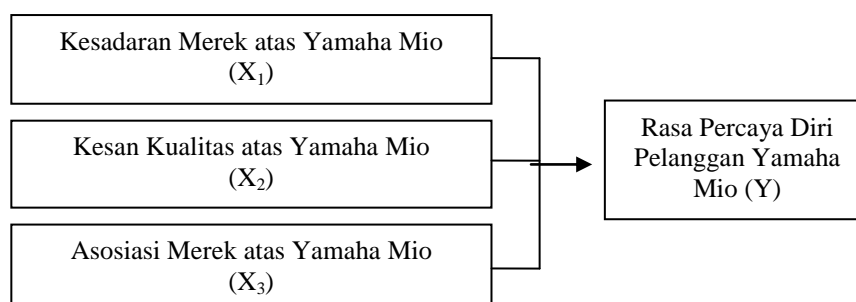 Kesadaran Merek atas Yamaha Mio
(X₁)
Kesan Kualitas atas Yamaha Mio
(X₂)
Asosiasi Merek atas Yamaha Mio
(X₃)
Rasa Percaya Diri
Pelanggan Yamaha
Mio (Y)